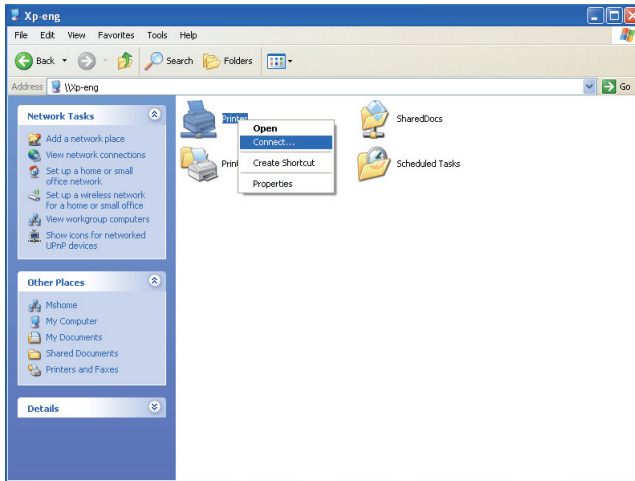 Xp-eng
File Edit View Favorites Tools Help
Back Search Folders
Address \\Xp-eng Go
Network Tasks
Add a network place
View network connections
Set up a home or small
office network
Set up a wireless network
for a home or small office
View workgroup computers
Show icons for networked
UPnP devices
Other Places
Mshome
My Computer
My Documents
Shared Documents
Printers and Faxes
Details
Printer
SharedDocs
Print
Scheduled Tasks
Open
Connect...
Create Shortcut
Properties